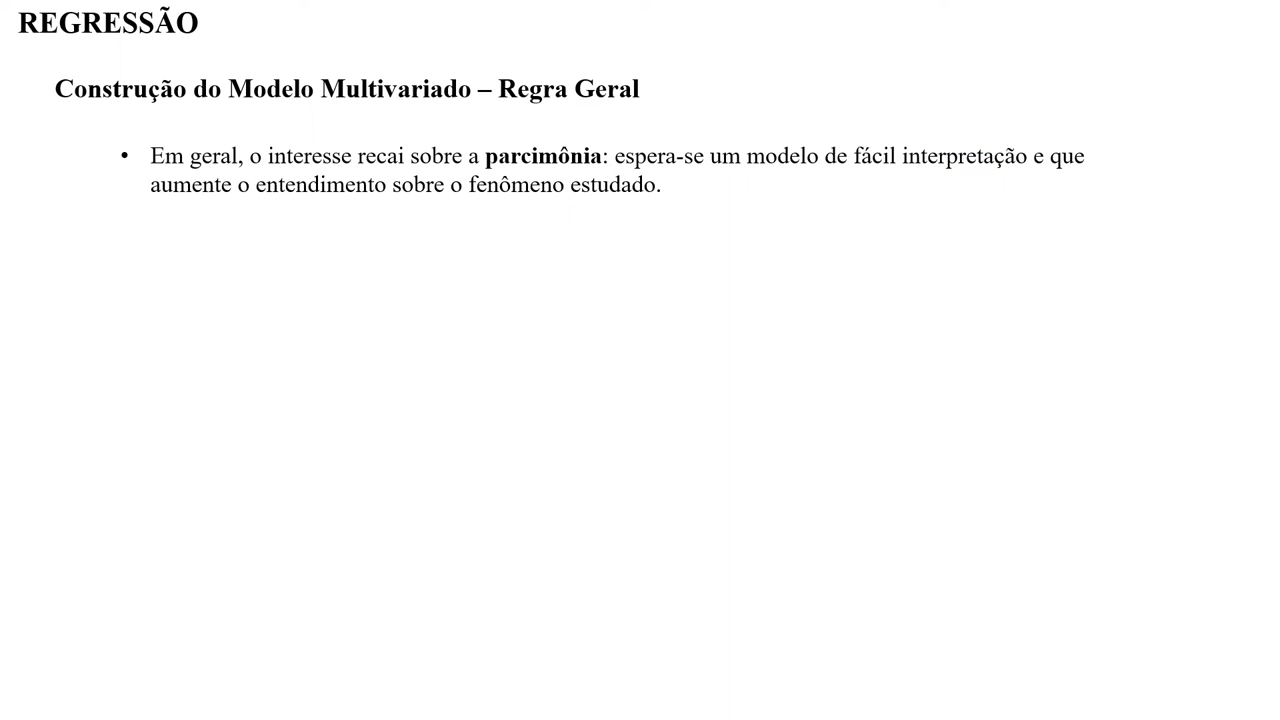 REGRESSÃO
Construção do Modelo Multivariado – Regra Geral
• Em geral, o interesse recai sobre a parcimônia: espera-se um modelo de fácil interpretação e que
aumente o entendimento sobre o fenômeno estudado.